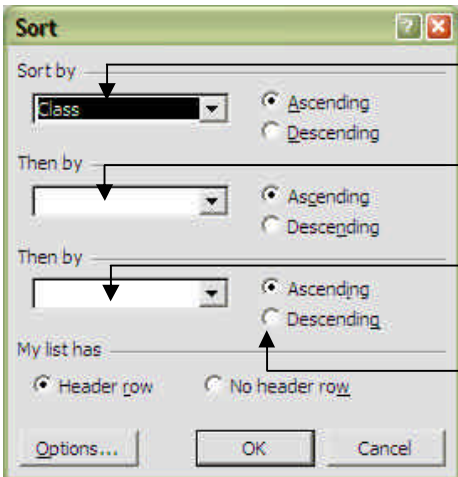 Sort
Sort by
Class
Ascending
Descending
Then by
Ascending
Descending
Then by
Ascending
Descending
My list has
Header row
No header row
Options... OK Cancel